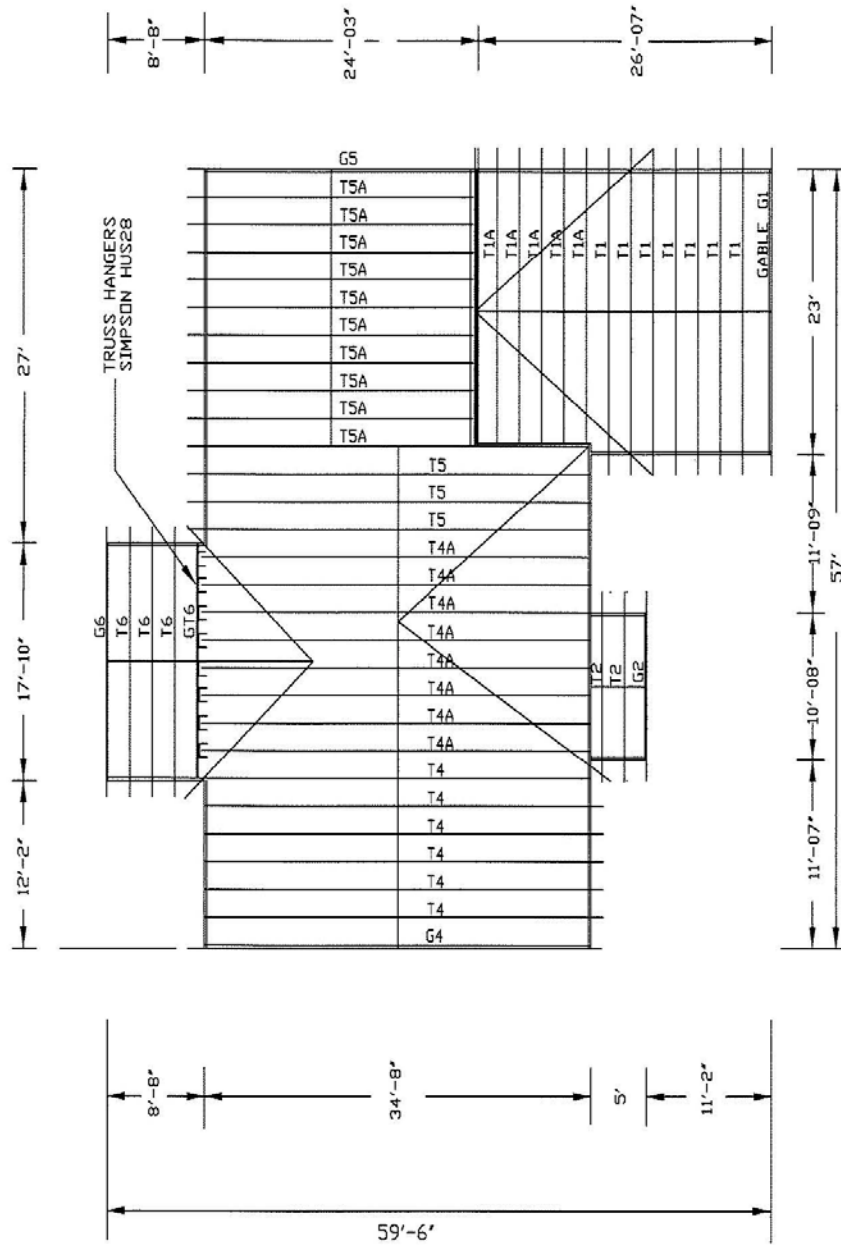 27'
17'-10"
12'-2"
8'-8"
24'-03"
26'-07"
TRUSS HANGERS
SIMPSON HUS28
G6
T6
T6
T6
GT6
G5
T5A
T5A
T5A
T5A
T5A
T5A
T5A
T5A
T5A
T5A
T5
T5
T5
T4A
T4A
T4A
T4A
T4A
T4A
T4A
T4A
T4
T4
T4
T4
T4
T4
G4
T1A
T1A
T1A
T1A
T1A
T1
T1
T1
T1
T1
T1
T1
GABLE G1
T2
T2
G2
23'
11'-09"
10'-08"
11'-07"
57'
8'-8"
34'-8"
5'
11'-2"
59'-6"